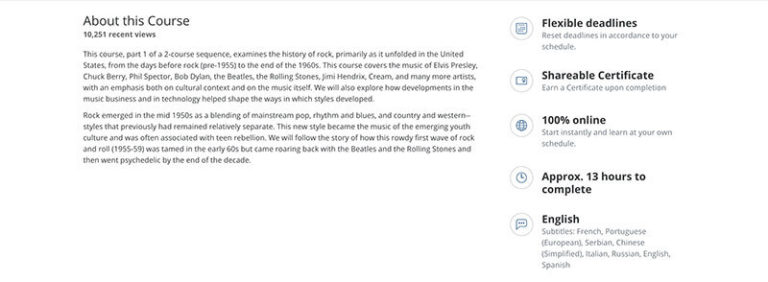 About this Course
10,251 recent views
This course, part 1 of a 2-course sequence, examines the history of rock, primarily as it unfolded in the United
States, from the days before rock (pre-1955) to the end of the 1960s. This course covers the music of Elvis Presley,
Chuck Berry, Phil Spector, Bob Dylan, the Beatles, the Rolling Stones, Jimi Hendrix, Cream, and many more artists,
with an emphasis both on cultural context and on the music itself. We will also explore how developments in the
music business and in technology helped shape the ways in which styles developed.
Rock emerged in the mid 1950s as a blending of mainstream pop, rhythm and blues, and country and western--
styles that previously had remained relatively separate. This new style became the music of the emerging youth
culture and was often associated with teen rebellion. We will follow the story of how this rowdy first wave of rock
and roll (1955-59) was tamed in the early 60s but came roaring back with the Beatles and the Rolling Stones and
then went psychedelic by the end of the decade.
Flexible deadlines
Reset deadlines in accordance to your
schedule.
Shareable Certificate
Earn a Certificate upon completion
100% online
Start instantly and learn at your own
schedule.
Approx. 13 hours to
complete
English
Subtitles: French, Portuguese
(European), Serbian, Chinese
(Simplified), Italian, Russian, English,
Spanish